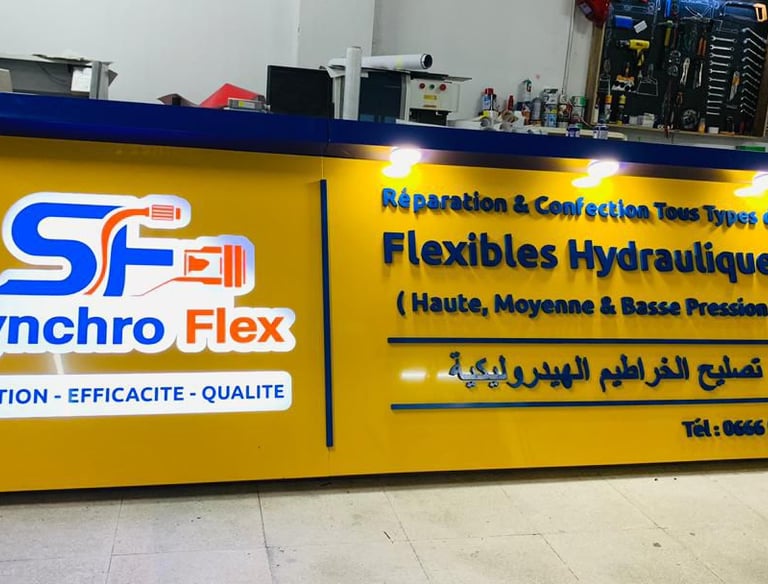 SF
ynchro Flex
TION - EFFICACITE - QUALITE
Réparation & Confection Tous Types
Flexibles Hydraulique
( Haute, Moyenne & Basse Pression
تصليح الخراطيم الهيدروليكية
Tél : 0666